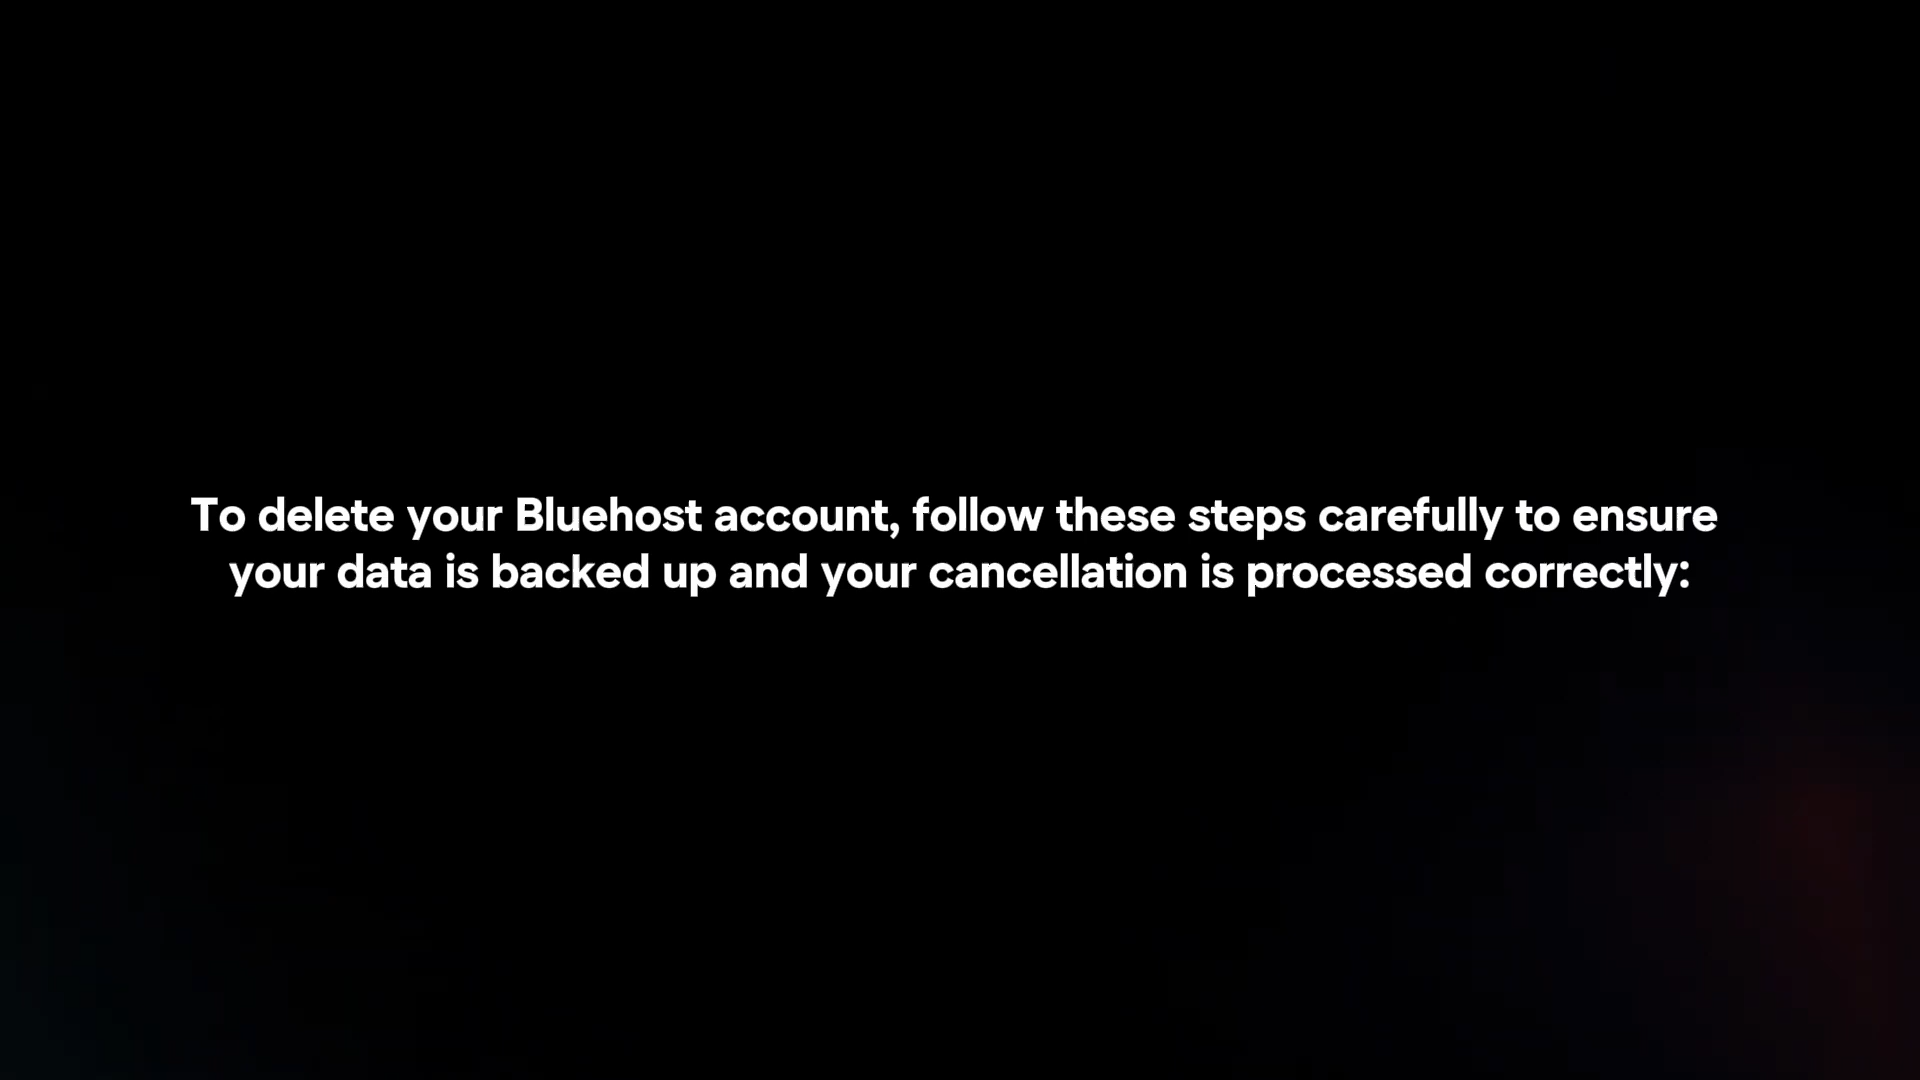 To delete your Bluehost account, follow these steps carefully to ensure
your data is backed up and your cancellation is processed correctly: